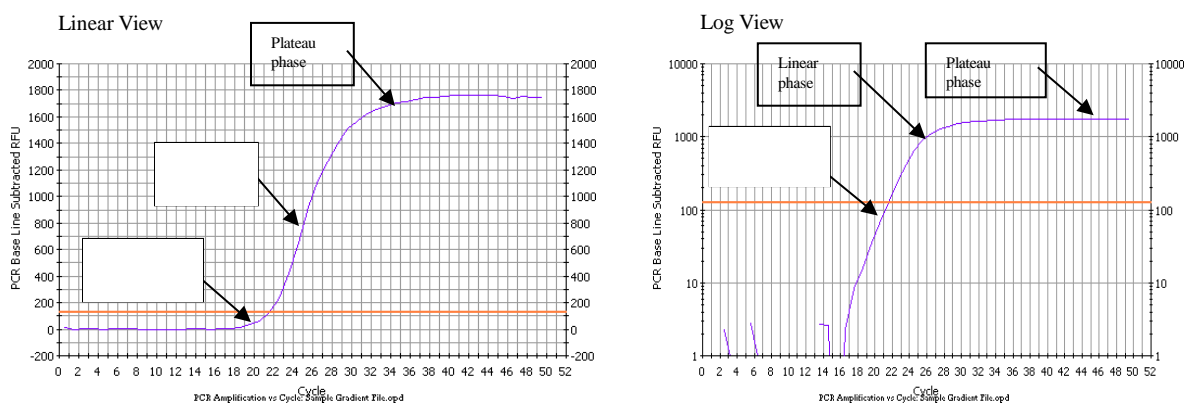 Linear View
Plateau
phase
2000
1800
1600
1400
1200
1000
800
600
400
200
0
-200
2000
1800
1600
1400
1200
1000
800
600
400
200
0
-200
PCR Base Line Subtracted RFU
0 2 4 6 8 10 12 14 16 18 20 22 24 26 28 30 32 34 36 38 40 42 44 46 48 50 52
Cycle
PCR Amplification vs Cycle: Sample Gradient File.opd
Log View
Linear
phase
Plateau
phase
10000
1000
100
10
1
10000
1000
100
10
1
PCR Base Line Subtracted RFU
0 2 4 6 8 10 12 14 16 18 20 22 24 26 28 30 32 34 36 38 40 42 44 46 48 50 52
Cycle
PCR Amplification vs Cycle: Sample Gradient File.opd